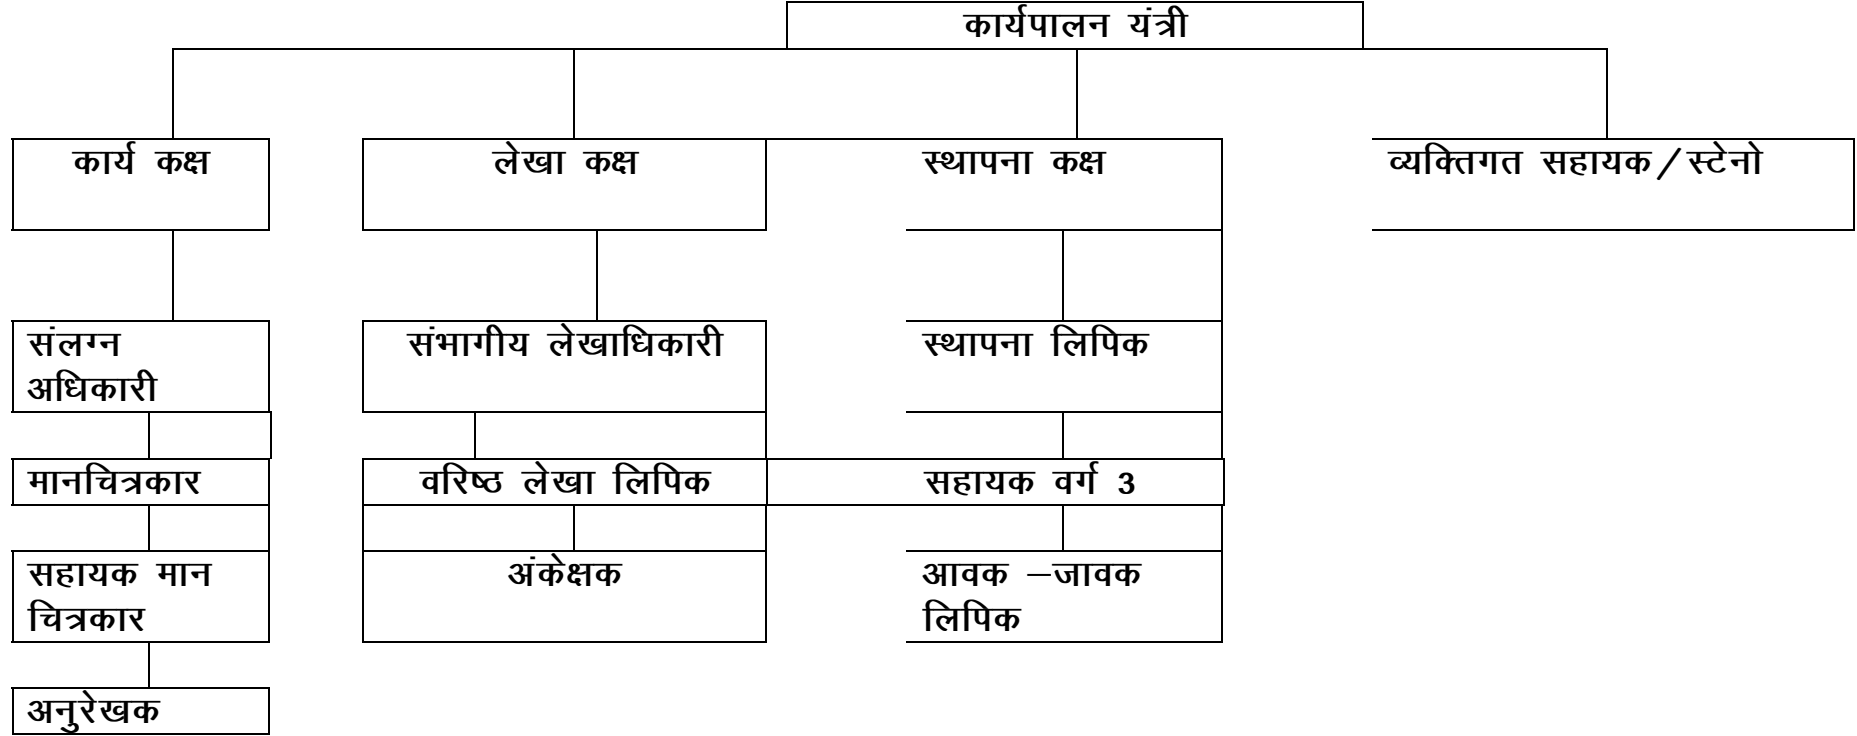 कार्यपालन यंत्री
कार्य कक्ष
लेखा कक्ष
स्थापना कक्ष
व्यक्तिगत सहायक/स्टेनो
संलग्न
अधिकारी
संभागीय लेखाधिकारी
स्थापना लिपिक
मानचित्रकार
वरिष्ठ लेखा लिपिक
सहायक वर्ग 3
सहायक मान
चित्रकार
अंकेक्षक
आवक –जावक
लिपिक
अनुरेखक